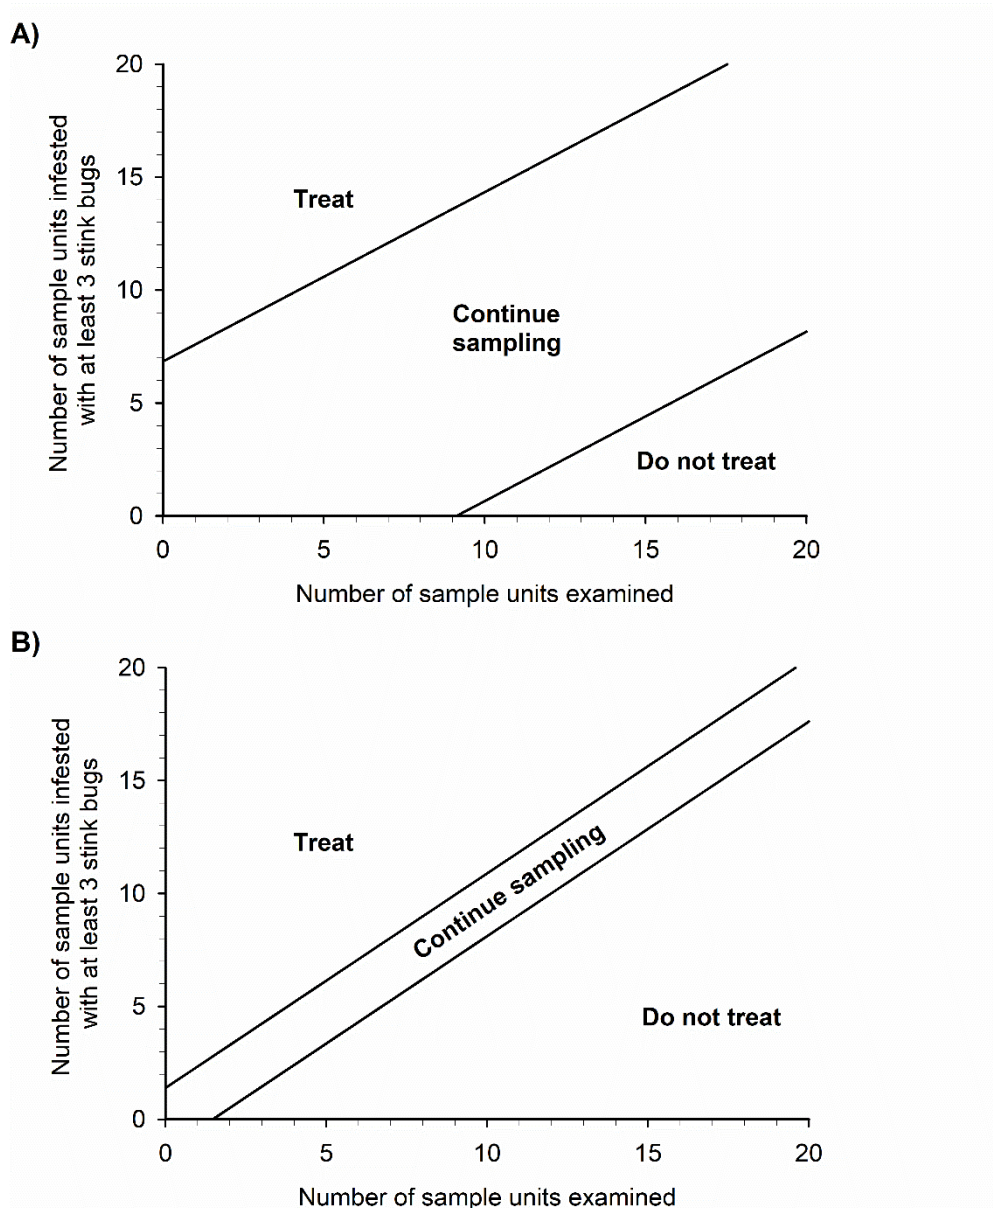 A)
20
15
10
5
0
Number of sample units infested
with at least 3 stink bugs
Treat
Continue
sampling
Do not treat
0 5 10 15 20
Number of sample units examined
B)
20
15
10
5
0
Number of sample units infested
with at least 3 stink bugs
Treat
Continue sampling
Do not treat
0 5 10 15 20
Number of sample units examined